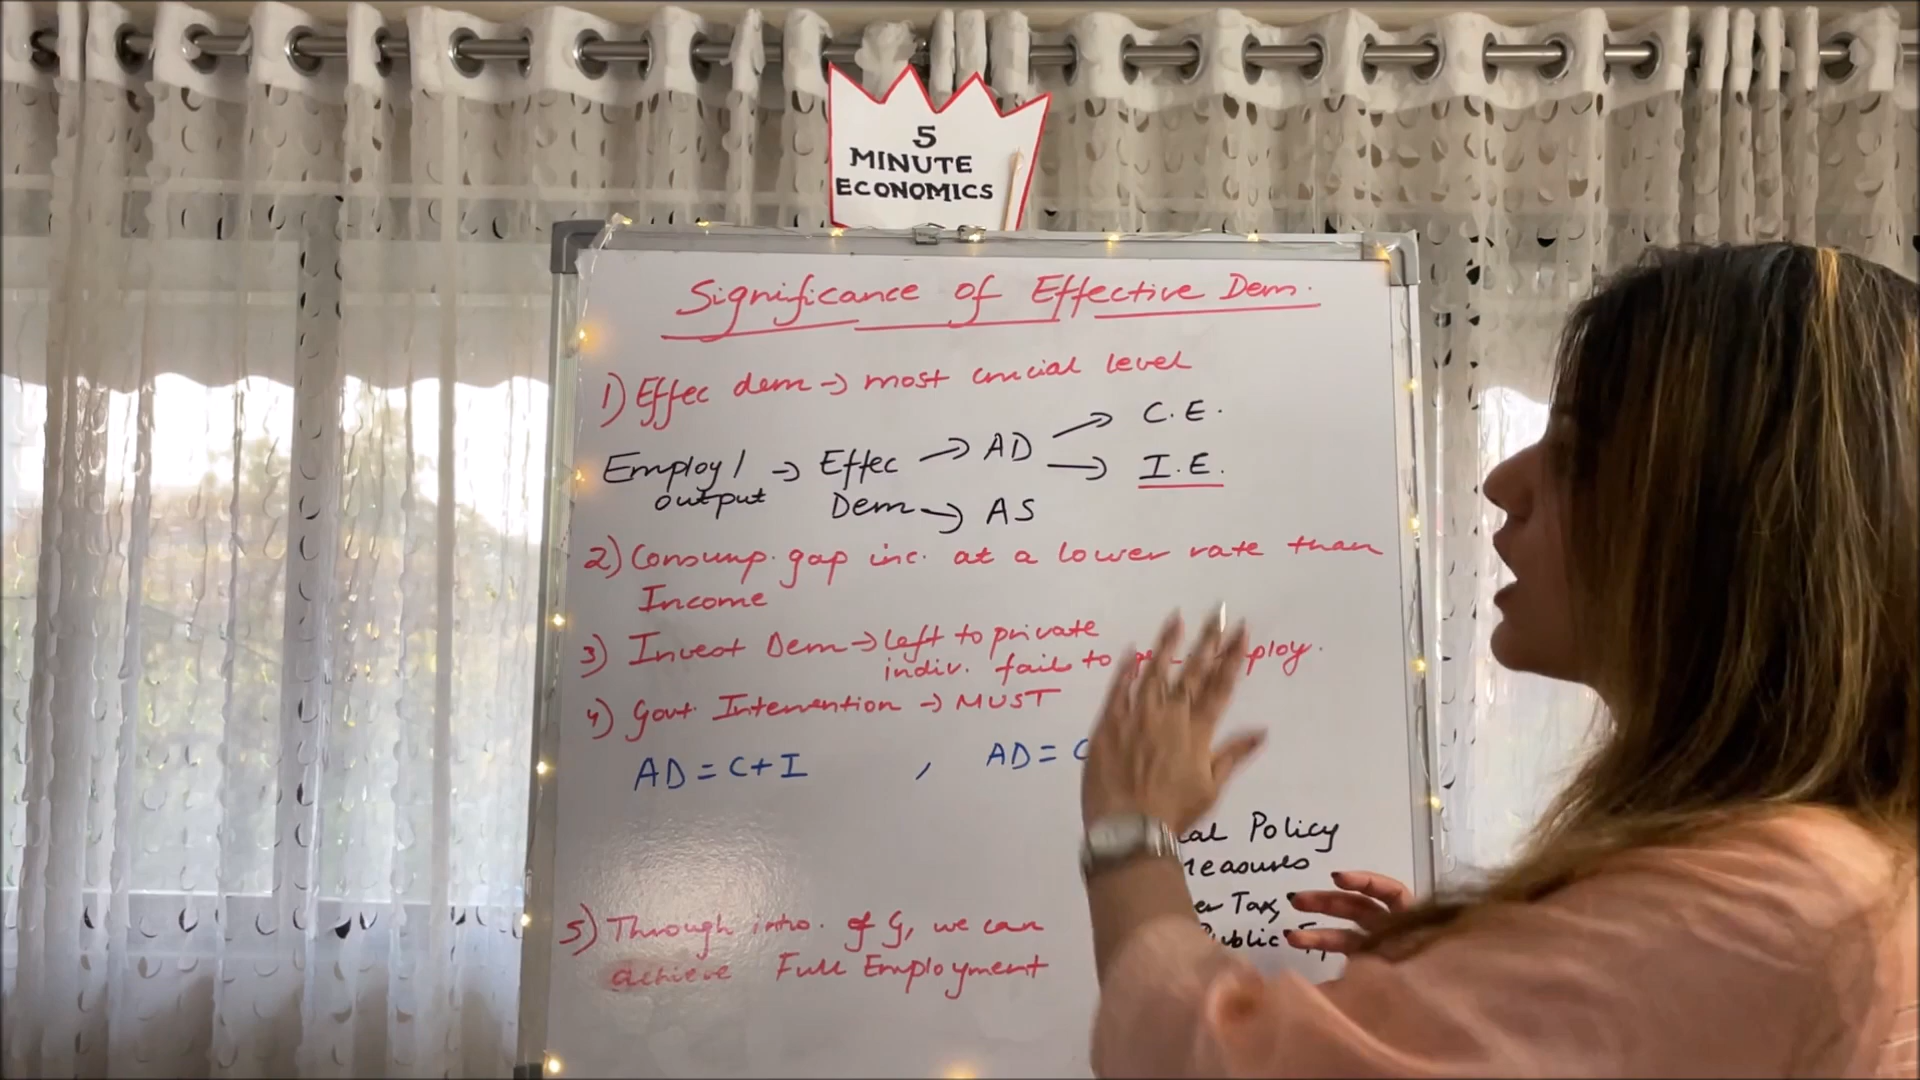 5
MINUTE
ECONOMICS
Significance of Effective Dem.
1) Effec dem → most crucial level
Employ / → Effec → AD → C.E.
output Dem → AS → I.E.
2) Consump. gap inc. at a lower rate than
Income
3) Invest Dem → left to private
indiv. fail to
4) Govt Intervention → MUST
AD = C+I , AD = C
Policy
Tax,
5) Through intro. of G, we can
achieve Full Employment